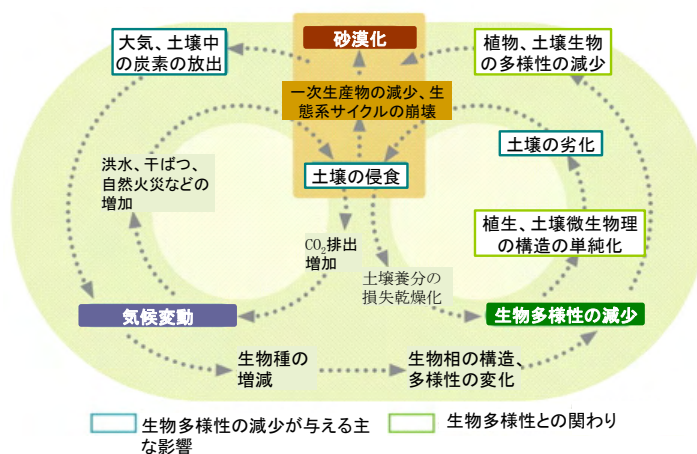 大気、土壌中
の炭素の放出
砂漠化
植物、土壌生物
の多様性の減少
一次生産物の減少、生
態系サイクルの崩壊
土壌の劣化
洪水、干ばつ、
自然火災などの
増加
土壌の侵食
植生、土壌微生物理
の構造の単純化
CO₂排出
増加
土壌養分の
損失乾燥化
気候変動
生物多様性の減少
生物種の
増減
生物相の構造、
多様性の変化
生物多様性の減少が与える主
な影響
生物多様性との関わり